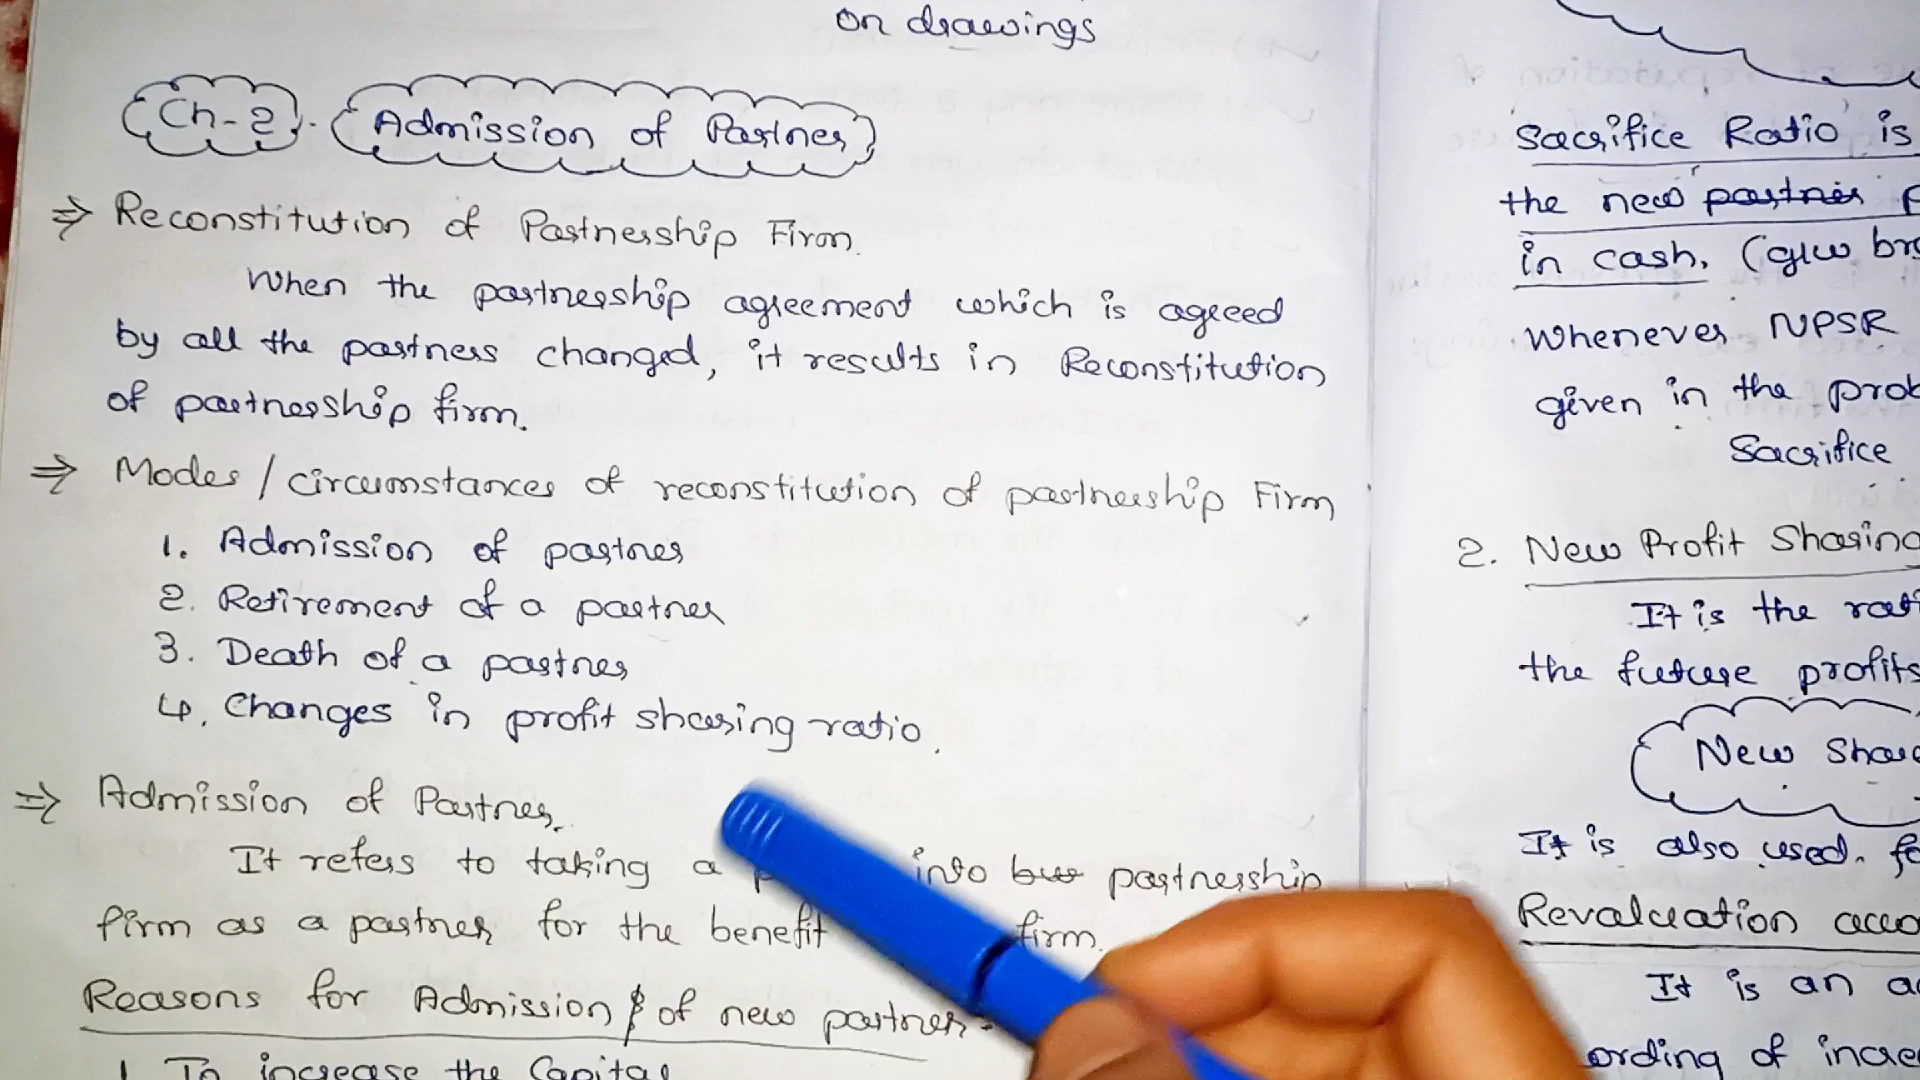 on drawings
Ch-2. Admission of Partner
⇒ Reconstitution of Partnership Firm.
When the partnership agreement which is agreed
by all the partners changed, it results in Reconstitution
of partnership firm.
⇒ Modes / circumstances of reconstitution of partnership Firm
1. Admission of partner
2. Retirement of a partner
3. Death of a partner
4. Changes in profit sharing ratio.
⇒ Admission of Partner.
It refers to taking a into partnership
firm as a partner for the benefit firm.
Reasons for Admission of new partner.
1 To increase the Capital
Sacrifice Ratio is
the new partner
in cash. (g/w
Whenever NPSR
given in the
Sacrifice
2. New Profit Sharing
It is the
the future profits
New
It is also used.
Revaluation
It is an
of